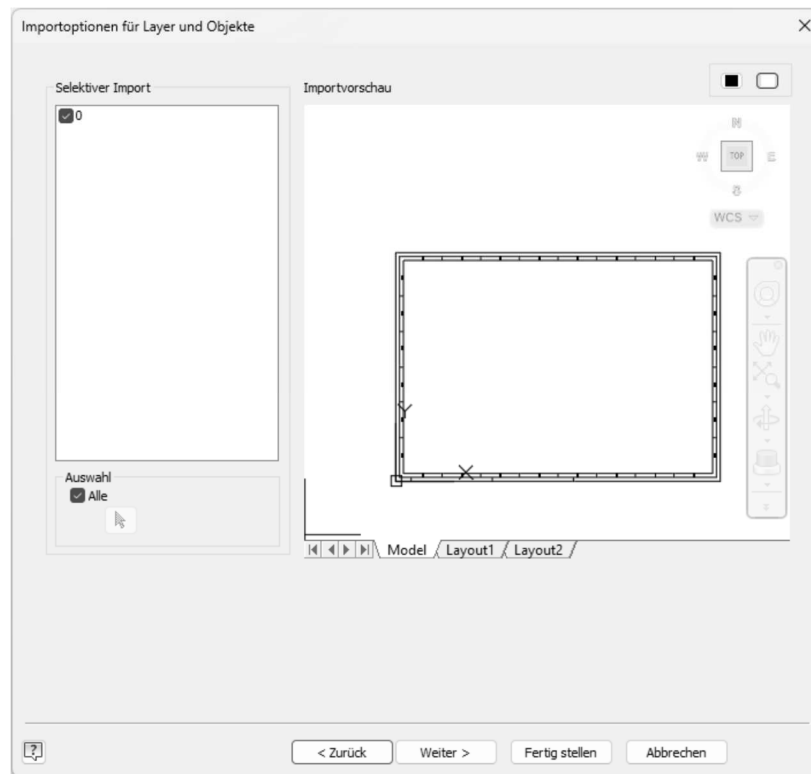 Importoptionen für Layer und Objekte
Selektiver Import
Importvorschau
0
N
W
TOP
E
S
WCS
Y
X
Auswahl
Alle
Model
Layout1
Layout2
?
< Zurück
Weiter >
Fertig stellen
Abbrechen